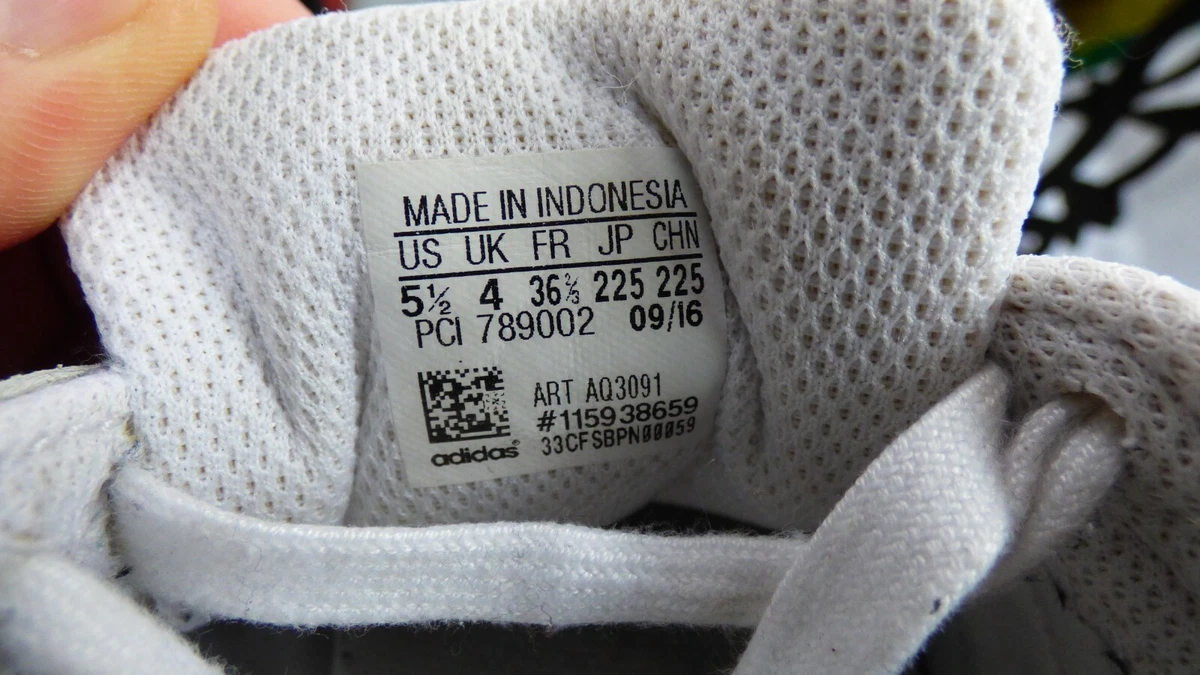 MADE IN INDONESIA
US UK FR JP CHN
5½ 4 36⅔ 225 225
PCI 789002 09/16
ART AQ3091
#115938659
33CFSBPN00059
adidas®